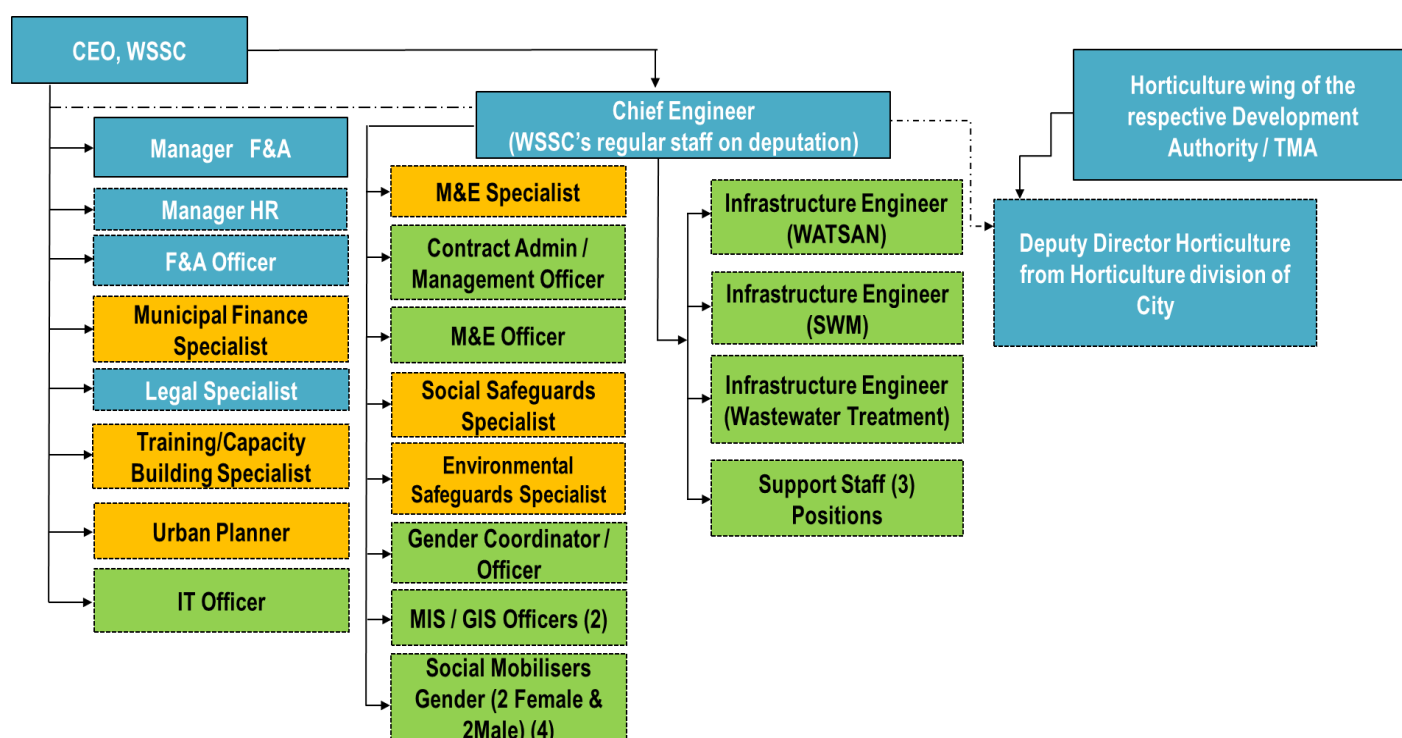 CEO, WSSC
Chief Engineer
(WSSC’s regular staff on deputation)
Horticulture wing of the
respective Development
Authority / TMA
Manager F&A
Manager HR
F&A Officer
Municipal Finance
Specialist
Legal Specialist
Training/Capacity
Building Specialist
Urban Planner
IT Officer
M&E Specialist
Contract Admin /
Management Officer
M&E Officer
Social Safeguards
Specialist
Environmental
Safeguards Specialist
Gender Coordinator /
Officer
MIS / GIS Officers (2)
Social Mobilisers
Gender (2 Female &
2Male) (4)
Infrastructure Engineer
(WATSAN)
Infrastructure Engineer
(SWM)
Infrastructure Engineer
(Wastewater Treatment)
Support Staff (3)
Positions
Deputy Director Horticulture
from Horticulture division of
City